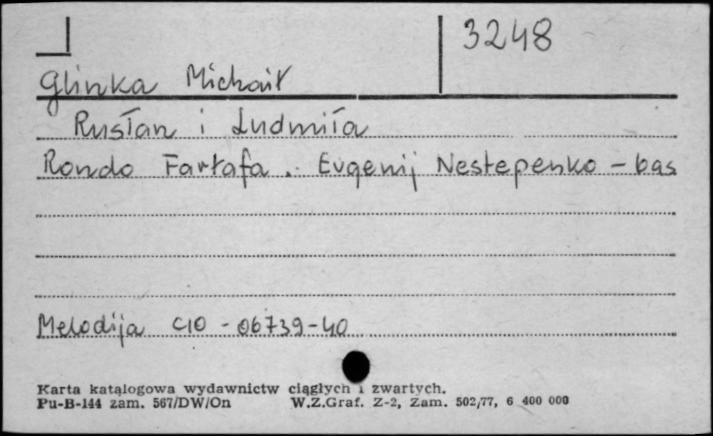 3248
Glinka Michaił
Rusłan i Ludmiła
Rondo Farłafa. Evgenij Nestepenko - bas
Melodija C10 - 06739-40
Karta katalogowa wydawnictw ciągłych i zwartych.
Pu-B-144 zam. 567/DW/On W.Z.Graf. Z-2, Zam. 502/77, 6 400 000